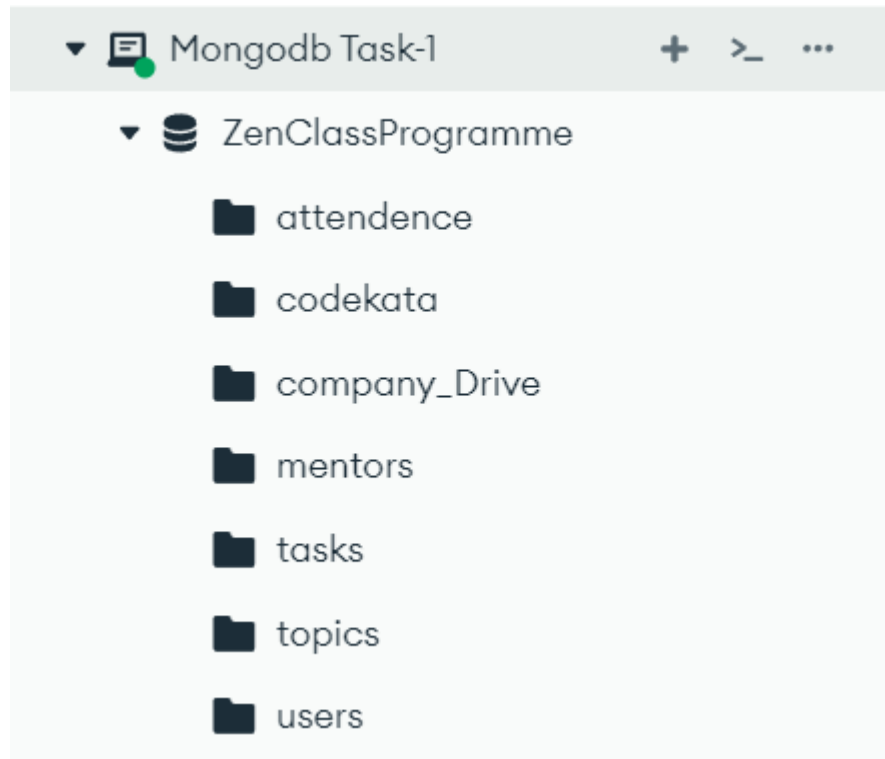 Mongodb Task-1
ZenClassProgramme
attendence
codekata
company_Drive
mentors
tasks
topics
users